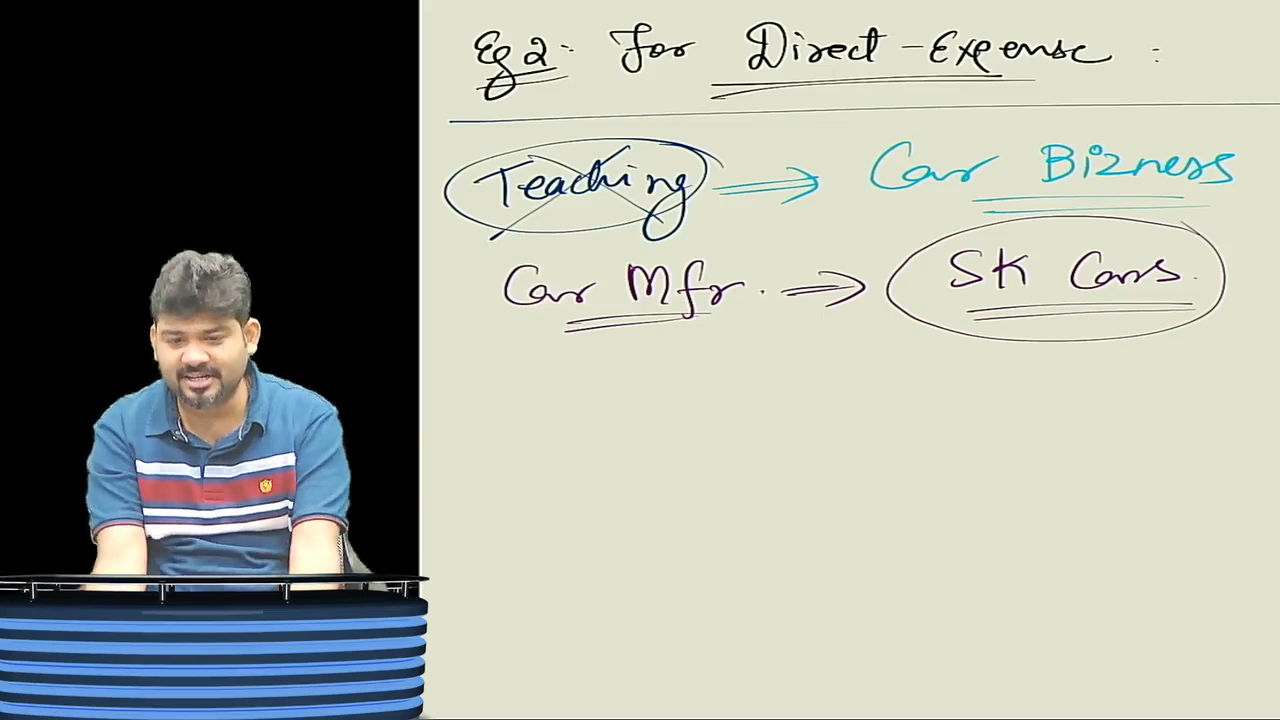 Eg 2: For Direct-Expense:
Teaching ⇒ Car Bizness
Car Mfr. ⇒ SK Cars.